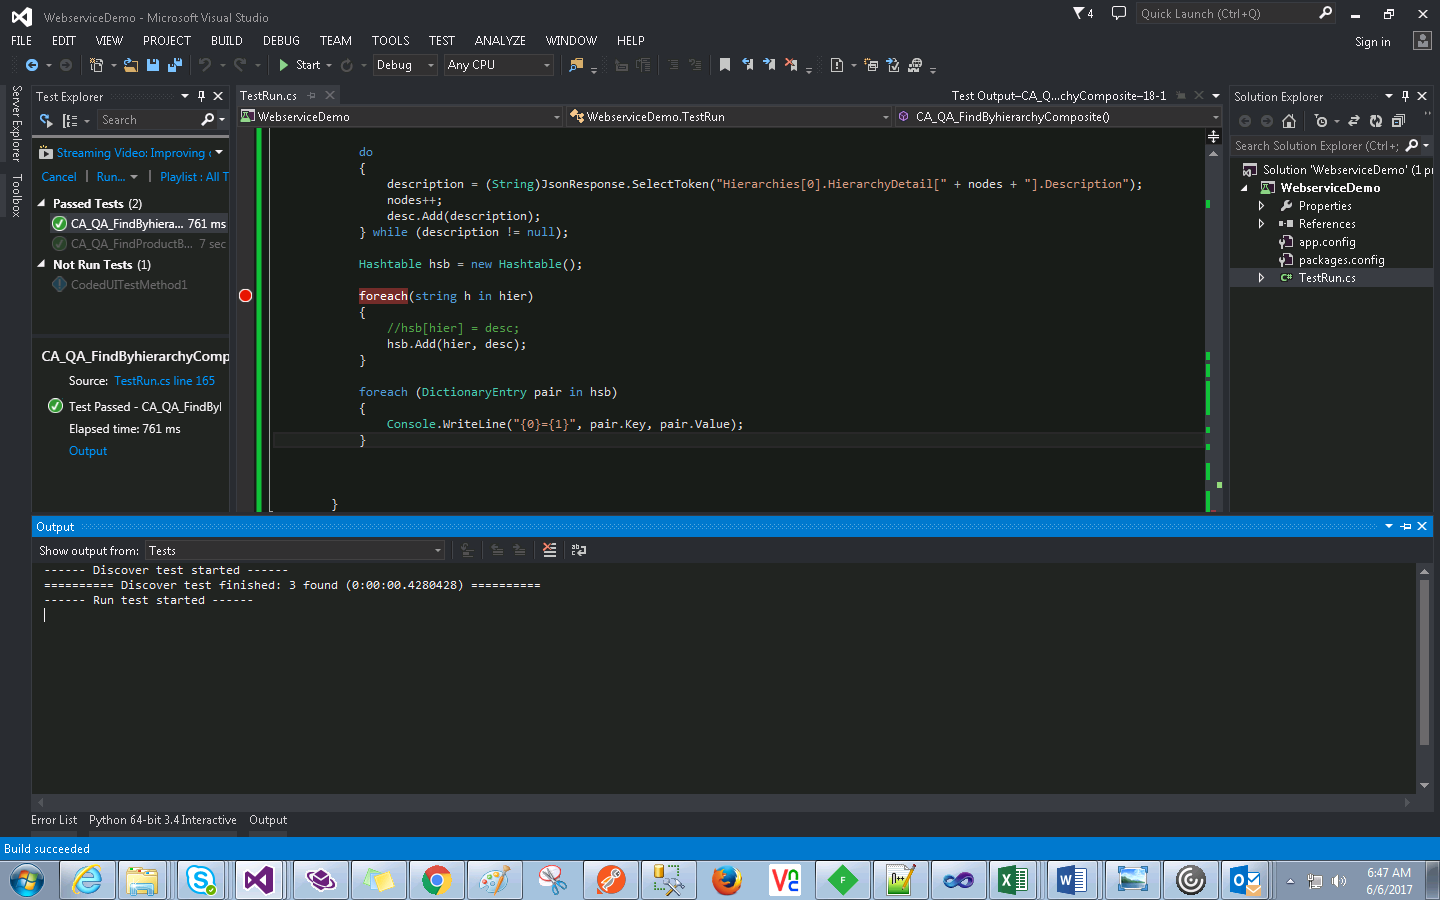 WebserviceDemo - Microsoft Visual Studio
4
Quick Launch (Ctrl+Q)
FILE EDIT VIEW PROJECT BUILD DEBUG TEAM TOOLS TEST ANALYZE WINDOW HELP
Sign in
Start Debug Any CPU
Server Explorer
Toolbox
Test Explorer
Search
Streaming Video: Improving
Cancel | Run... | Playlist : All T
Passed Tests (2)
CA_QA_FindByhiera... 761 ms
CA_QA_FindProductB... 7 sec
Not Run Tests (1)
CodedUITestMethod1
CA_QA_FindByhierarchyComp
Source: TestRun.cs line 165
Test Passed - CA_QA_FindByl
Elapsed time: 761 ms
Output
TestRun.cs
Test Output–CA_Q...chyComposite–18-1
WebserviceDemo
WebserviceDemo.TestRun
CA_QA_FindByhierarchyComposite()
do
{
description = (String)JsonResponse.SelectToken("Hierarchies[0].HierarchyDetail[" + nodes + "].Description");
nodes++;
desc.Add(description);
} while (description != null);
Hashtable hsb = new Hashtable();
foreach(string h in hier)
{
//hsb[hier] = desc;
hsb.Add(hier, desc);
}
foreach (DictionaryEntry pair in hsb)
{
Console.WriteLine("{0}={1}", pair.Key, pair.Value);
}
}
Solution Explorer
Search Solution Explorer (Ctrl+;
Solution 'WebserviceDemo' (1 pr
WebserviceDemo
Properties
References
app.config
packages.config
C# TestRun.cs
Output
Show output from: Tests
------ Discover test started ------
========== Discover test finished: 3 found (0:00:00.4280428) ==========
------ Run test started ------
Error List Python 64-bit 3.4 Interactive Output
Build succeeded
6:47 AM
6/6/2017